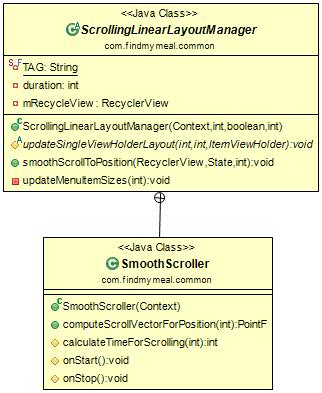 <<Java Class>>
ScrollingLinearLayoutManager
com.findmymeal.common
TAG: String
duration: int
mRecycleView: RecyclerView
ScrollingLinearLayoutManager(Context,int,boolean,int)
updateSingleViewHolderLayout(int,int,ItemViewHolder):void
smoothScrollToPosition(RecyclerView,State,int):void
updateMenuItemSizes(int):void
<<Java Class>>
SmoothScroller
com.findmymeal.common
SmoothScroller(Context)
computeScrollVectorForPosition(int):PointF
calculateTimeForScrolling(int):int
onStart():void
onStop():void